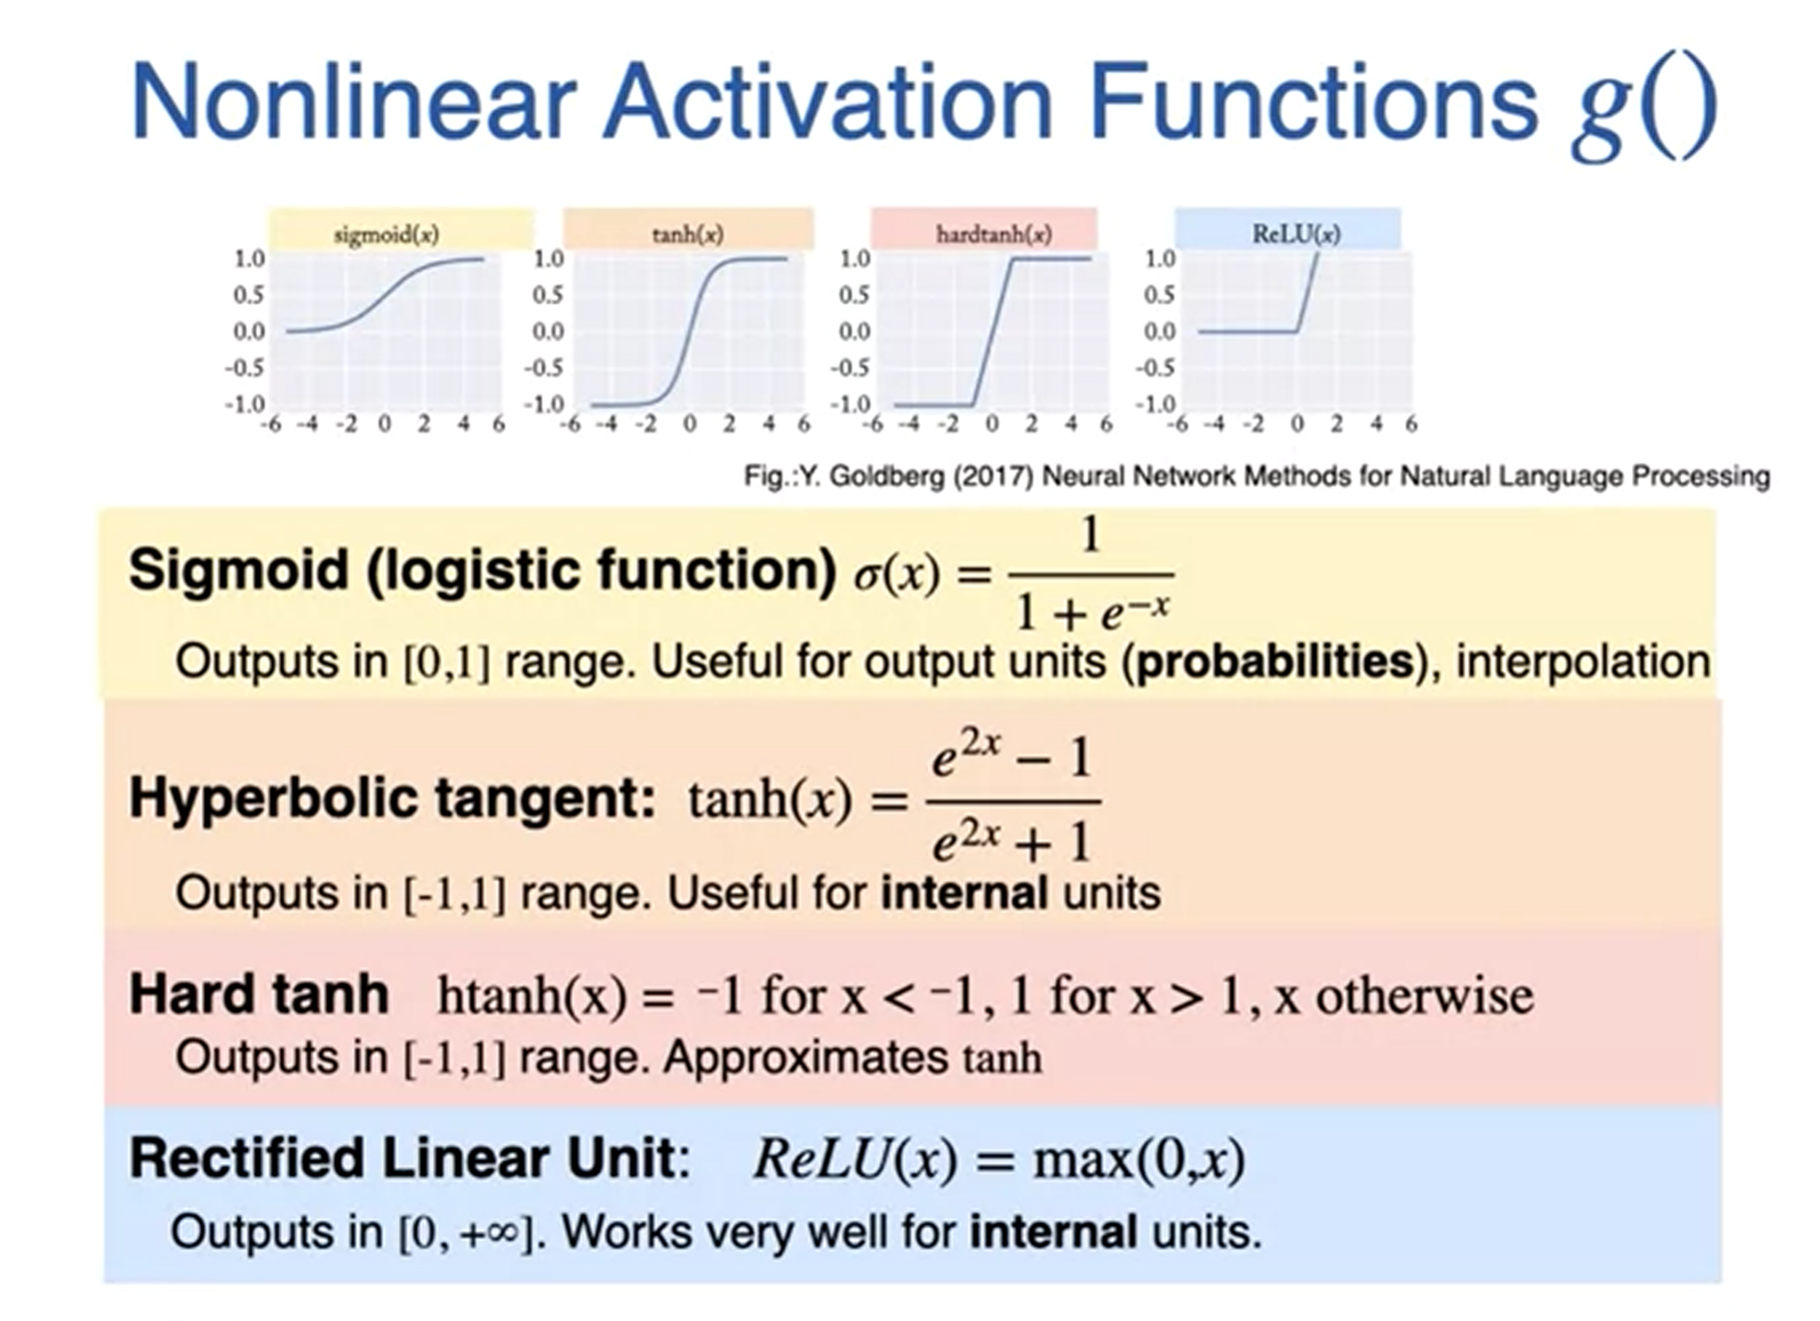 Nonlinear Activation Functions g()
sigmoid(x) tanh(x) hardtanh(x) ReLU(x)
1.0 1.0 1.0 1.0
0.5 0.5 0.5 0.5
0.0 0.0 0.0 0.0
-0.5 -0.5 -0.5 -0.5
-1.0 -1.0 -1.0 -1.0
-6 -4 -2 0 2 4 6 -6 -4 -2 0 2 4 6 -6 -4 -2 0 2 4 6 -6 -4 -2 0 2 4 6
Fig.:Y. Goldberg (2017) Neural Network Methods for Natural Language Processing
Sigmoid (logistic function) σ(x) = 1 / (1 + e^−x)
Outputs in [0,1] range. Useful for output units (probabilities), interpolation
Hyperbolic tangent: tanh(x) = (e^2x − 1) / (e^2x + 1)
Outputs in [-1,1] range. Useful for internal units
Hard tanh htanh(x) = −1 for x < −1, 1 for x > 1, x otherwise
Outputs in [-1,1] range. Approximates tanh
Rectified Linear Unit: ReLU(x) = max(0,x)
Outputs in [0, +∞]. Works very well for internal units.